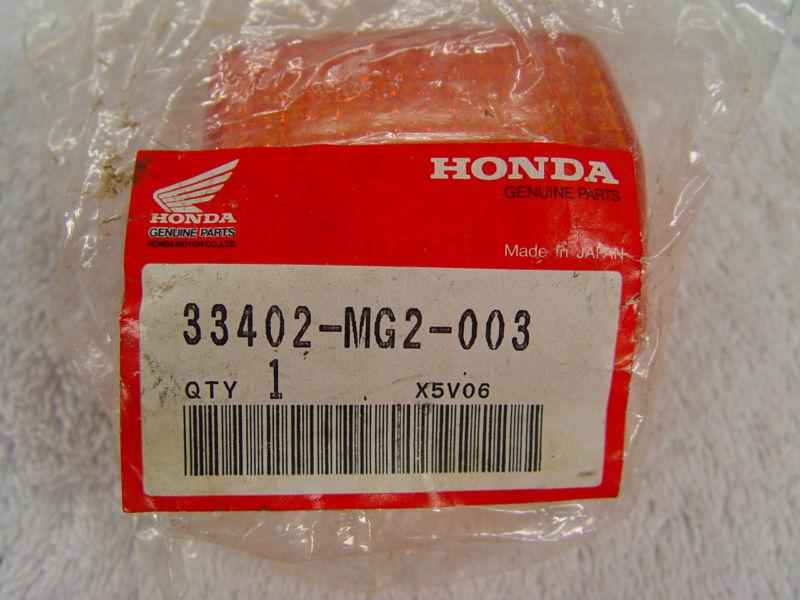 HONDA
GENUINE PARTS
HONDA MOTOR CO., LTD.
HONDA
GENUINE PARTS
Made in JAPAN
33402-MG2-003
QTY 1 X5V06